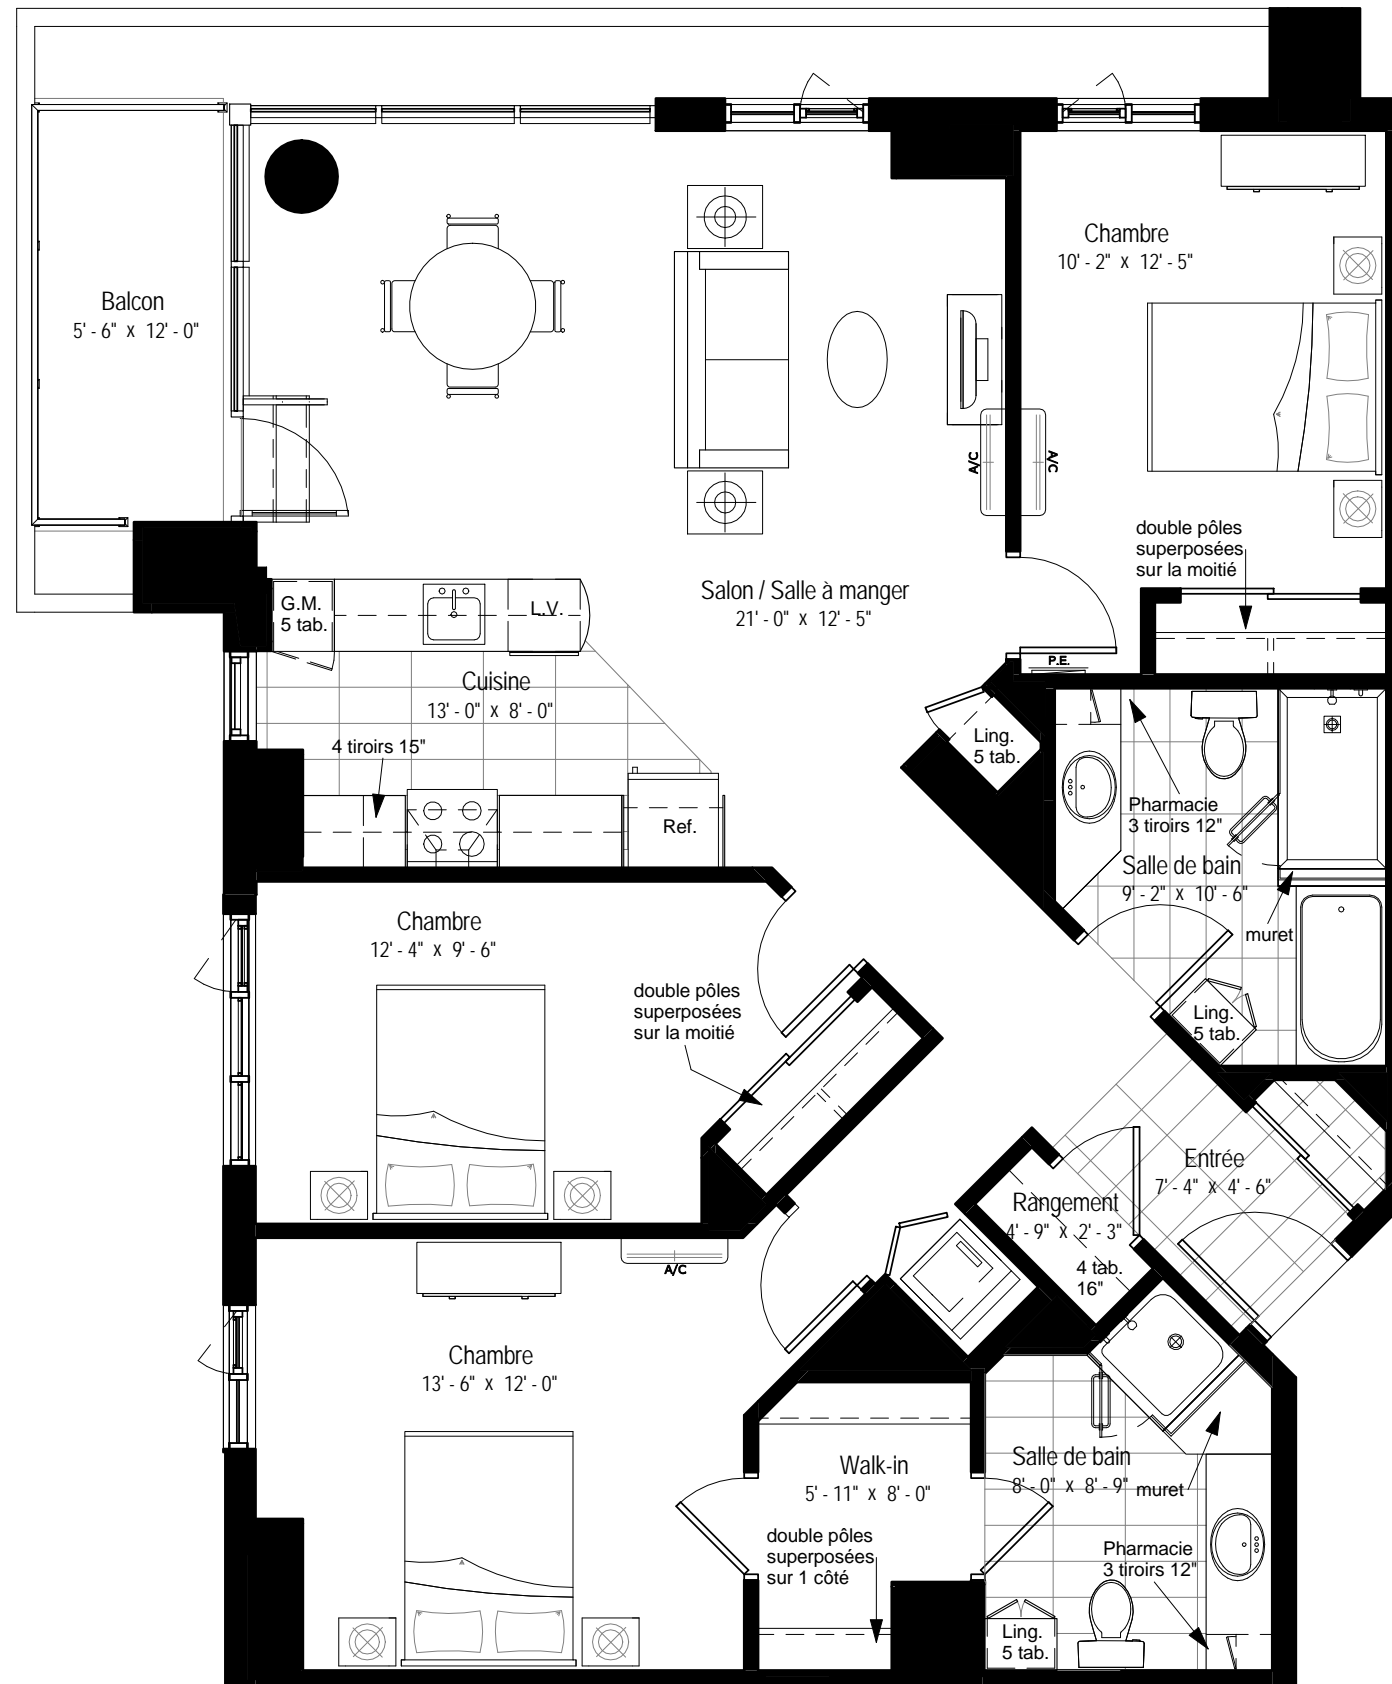 Chambre
10' - 2" x 12' - 5"
Balcon
5' - 6" x 12' - 0"
A/C
A/C
double pôles
superposées
sur la moitié
Salon / Salle à manger
21' - 0" x 12' - 5"
G.M.
5 tab.
L.V.
P.E.
Cuisine
13' - 0" x 8' - 0"
4 tiroirs 15"
Ref.
Ling.
5 tab.
Pharmacie
3 tiroirs 12"
Salle de bain
9' - 2" x 10' - 6"
muret
Ling.
5 tab.
Chambre
12' - 4" x 9' - 6"
double pôles
superposées
sur la moitié
Entrée
7' - 4" x 4' - 6"
Rangement
4' - 9" x 2' - 3"
4 tab.
16"
A/C
Chambre
13' - 6" x 12' - 0"
Walk-in
5' - 11" x 8' - 0"
double pôles
superposées
sur 1 côté
Salle de bain
8' - 0" x 8' - 9"
muret
Pharmacie
3 tiroirs 12"
Ling.
5 tab.